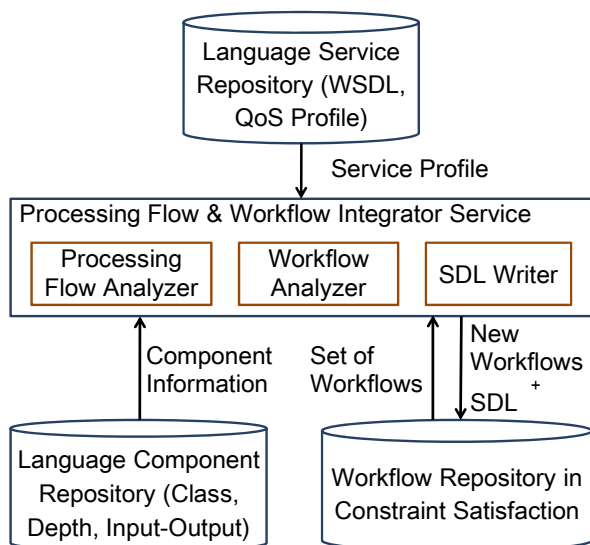 Language Service
Repository (WSDL,
QoS Profile)
Service Profile
Processing Flow & Workflow Integrator Service
Processing
Flow Analyzer
Workflow
Analyzer
SDL Writer
Component
Information
Set of
Workflows
New
Workflows
+
SDL
Language Component
Repository (Class,
Depth, Input-Output)
Workflow Repository in
Constraint Satisfaction